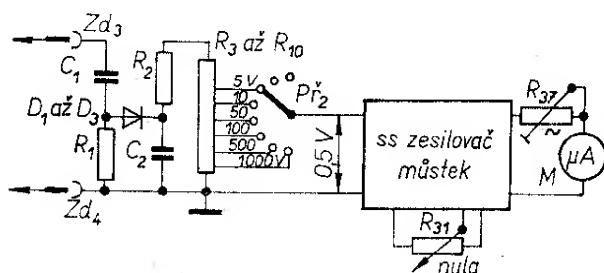 Zd3
C1
R2
R3 až R10
D1 až D3
5 V
10
50
100
500
1000V
Př2
R1
C2
Zd4
0,5 V
ss zesilovač
můstek
R37
~
μA
M
R31
nula